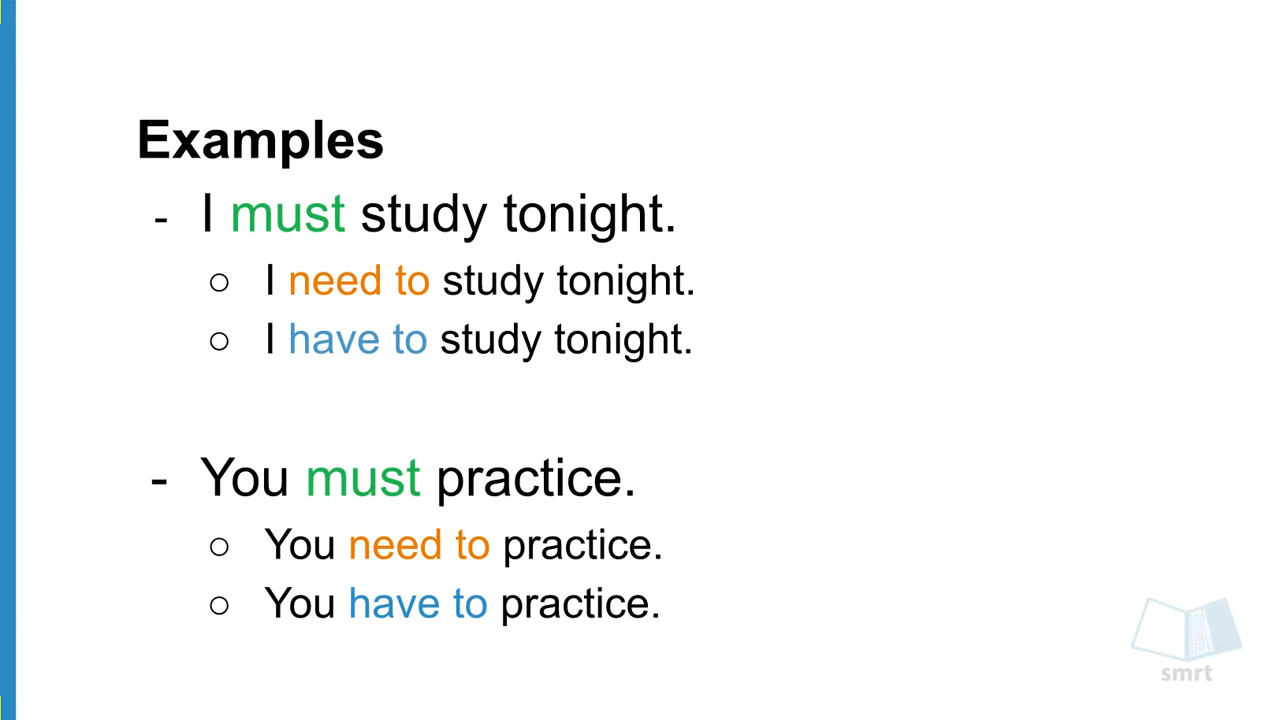 Examples
- I must study tonight.
○ I need to study tonight.
○ I have to study tonight.
- You must practice.
○ You need to practice.
○ You have to practice.
smrt